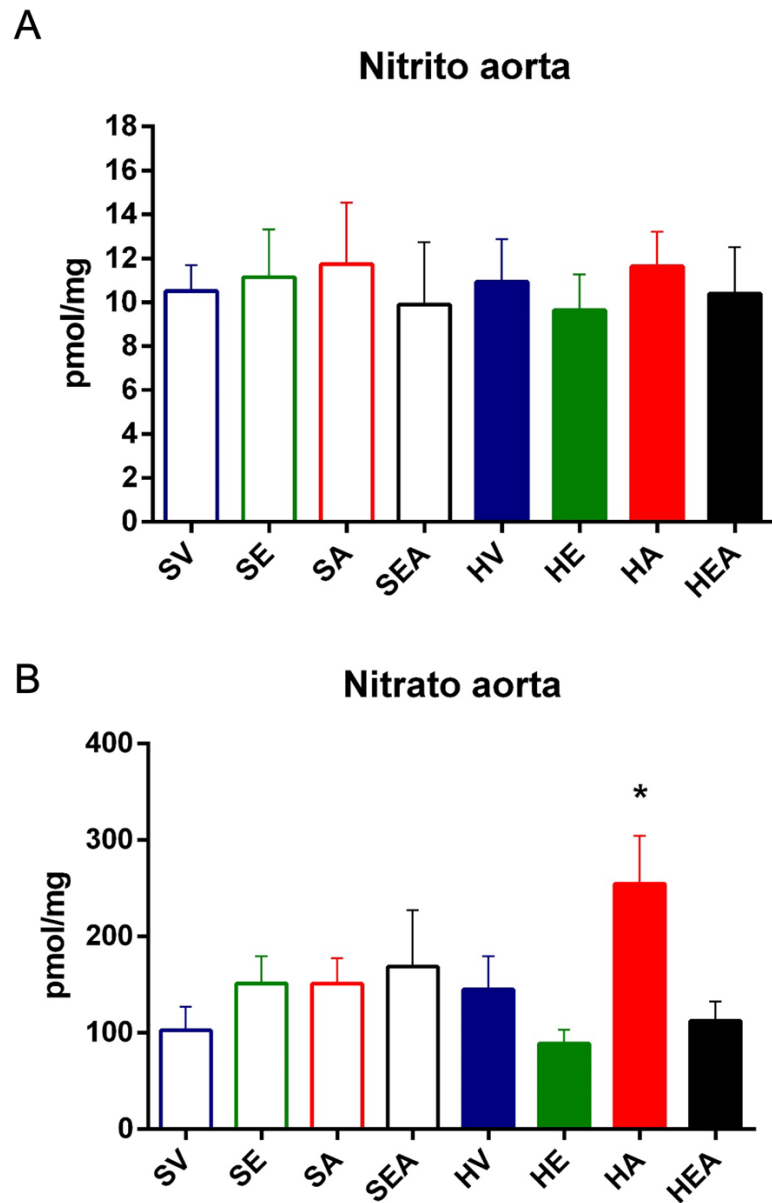 A
Nitrito aorta
18
16
14
12
10
8
6
4
2
0
pmol/mg
SV SE SA SEA HV HE HA HEA
B
Nitrato aorta
400
300
200
100
0
pmol/mg
*
SV SE SA SEA HV HE HA HEA